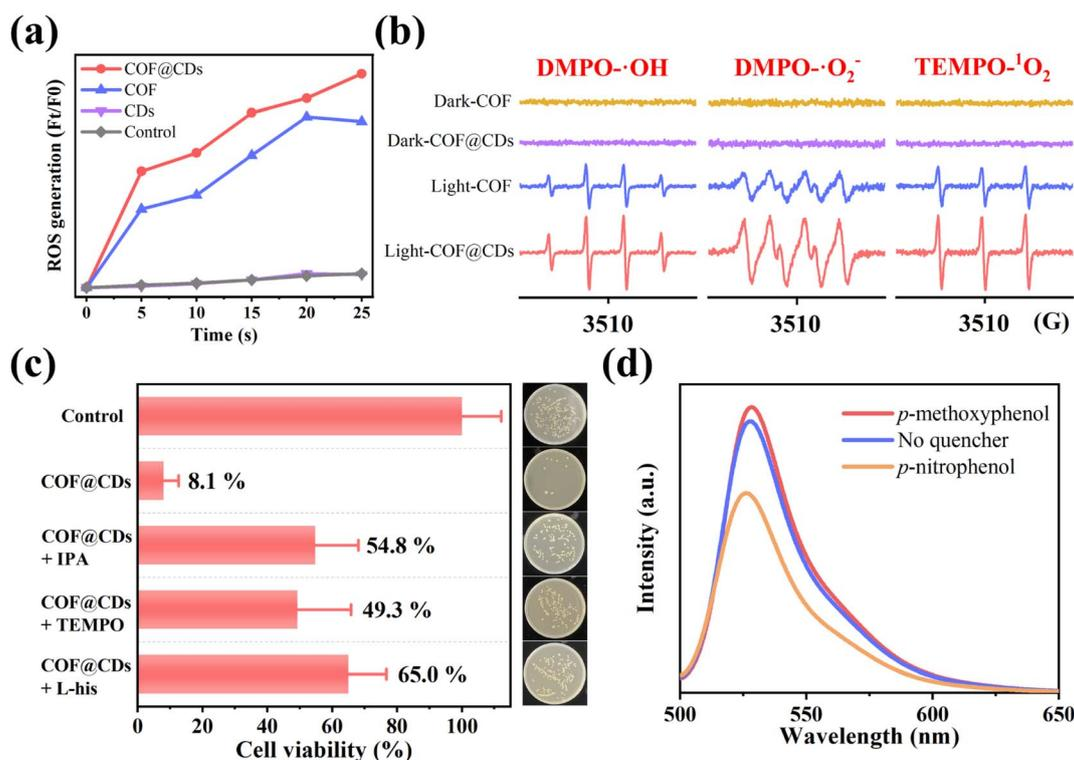 (a)
COF@CDs
COF
CDs
Control
ROS generation (Ft/F0)
0 5 10 15 20 25
Time (s)
(b)
DMPO-·OH DMPO-·O₂⁻ TEMPO-¹O₂
Dark-COF
Dark-COF@CDs
Light-COF
Light-COF@CDs
3510 3510 3510 (G)
(c)
Control
COF@CDs 8.1 %
COF@CDs
+ IPA
54.8 %
COF@CDs
+ TEMPO
49.3 %
COF@CDs
+ L-his
65.0 %
0 20 40 60 80 100
Cell viability (%)
(d)
p-methoxyphenol
No quencher
p-nitrophenol
Intensity (a.u.)
500 550 600 650
Wavelength (nm)